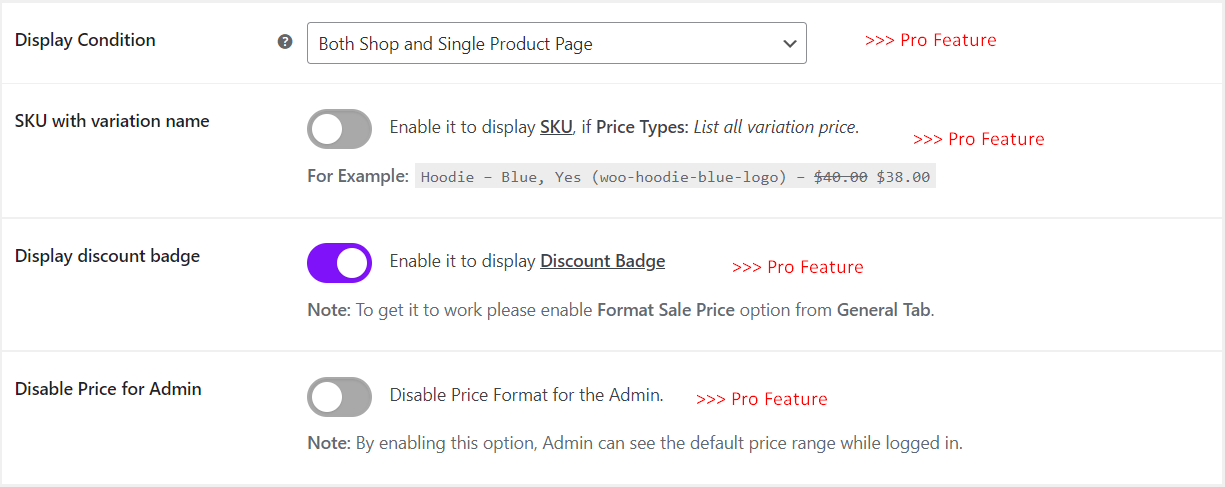 Display Condition ? Both Shop and Single Product Page >>> Pro Feature
SKU with variation name Enable it to display SKU, if Price Types: List all variation price. >>> Pro Feature
For Example: Hoodie – Blue, Yes (woo-hoodie-blue-logo) – $40.00 $38.00
Display discount badge Enable it to display Discount Badge >>> Pro Feature
Note: To get it to work please enable Format Sale Price option from General Tab.
Disable Price for Admin Disable Price Format for the Admin. >>> Pro Feature
Note: By enabling this option, Admin can see the default price range while logged in.